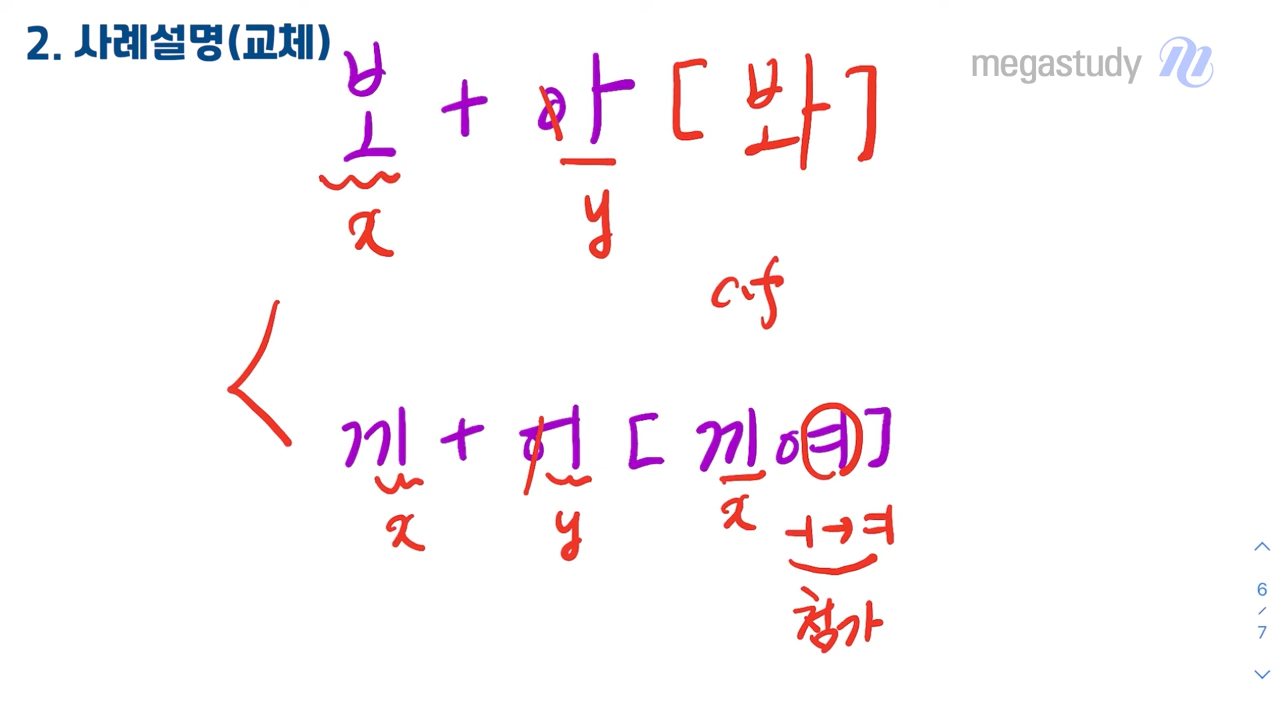 2. 사례설명(교체)
megastudy
보 + 아 [봐]
x y
c.f
끼 + 어 [끼여]
x y x
ㅓ→ㅕ
첨가
6
/
7